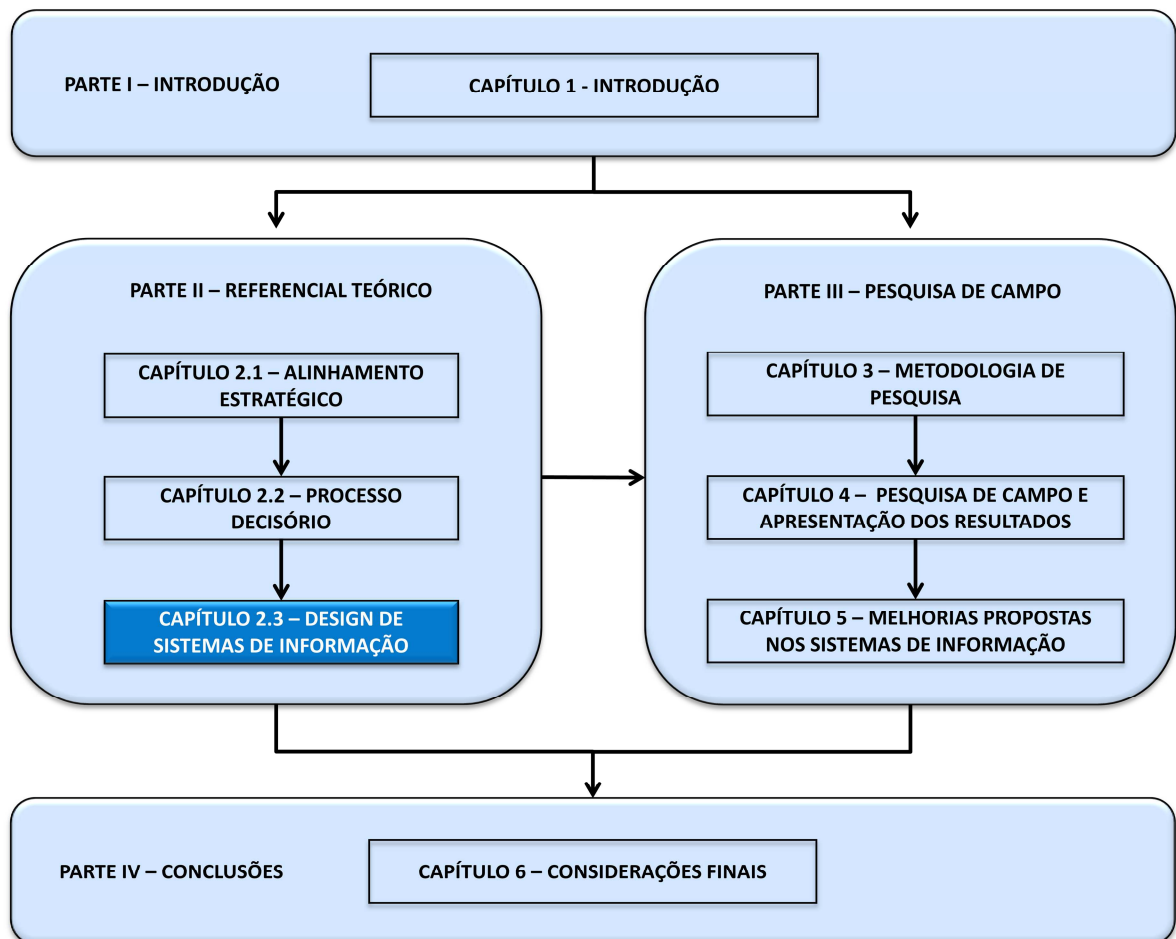 PARTE I – INTRODUÇÃO
CAPÍTULO 1 - INTRODUÇÃO
PARTE II – REFERENCIAL TEÓRICO
CAPÍTULO 2.1 – ALINHAMENTO
ESTRATÉGICO
CAPÍTULO 2.2 – PROCESSO
DECISÓRIO
CAPÍTULO 2.3 – DESIGN DE
SISTEMAS DE INFORMAÇÃO
PARTE III – PESQUISA DE CAMPO
CAPÍTULO 3 – METODOLOGIA DE
PESQUISA
CAPÍTULO 4 – PESQUISA DE CAMPO E
APRESENTAÇÃO DOS RESULTADOS
CAPÍTULO 5 – MELHORIAS PROPOSTAS
NOS SISTEMAS DE INFORMAÇÃO
PARTE IV – CONCLUSÕES
CAPÍTULO 6 – CONSIDERAÇÕES FINAIS